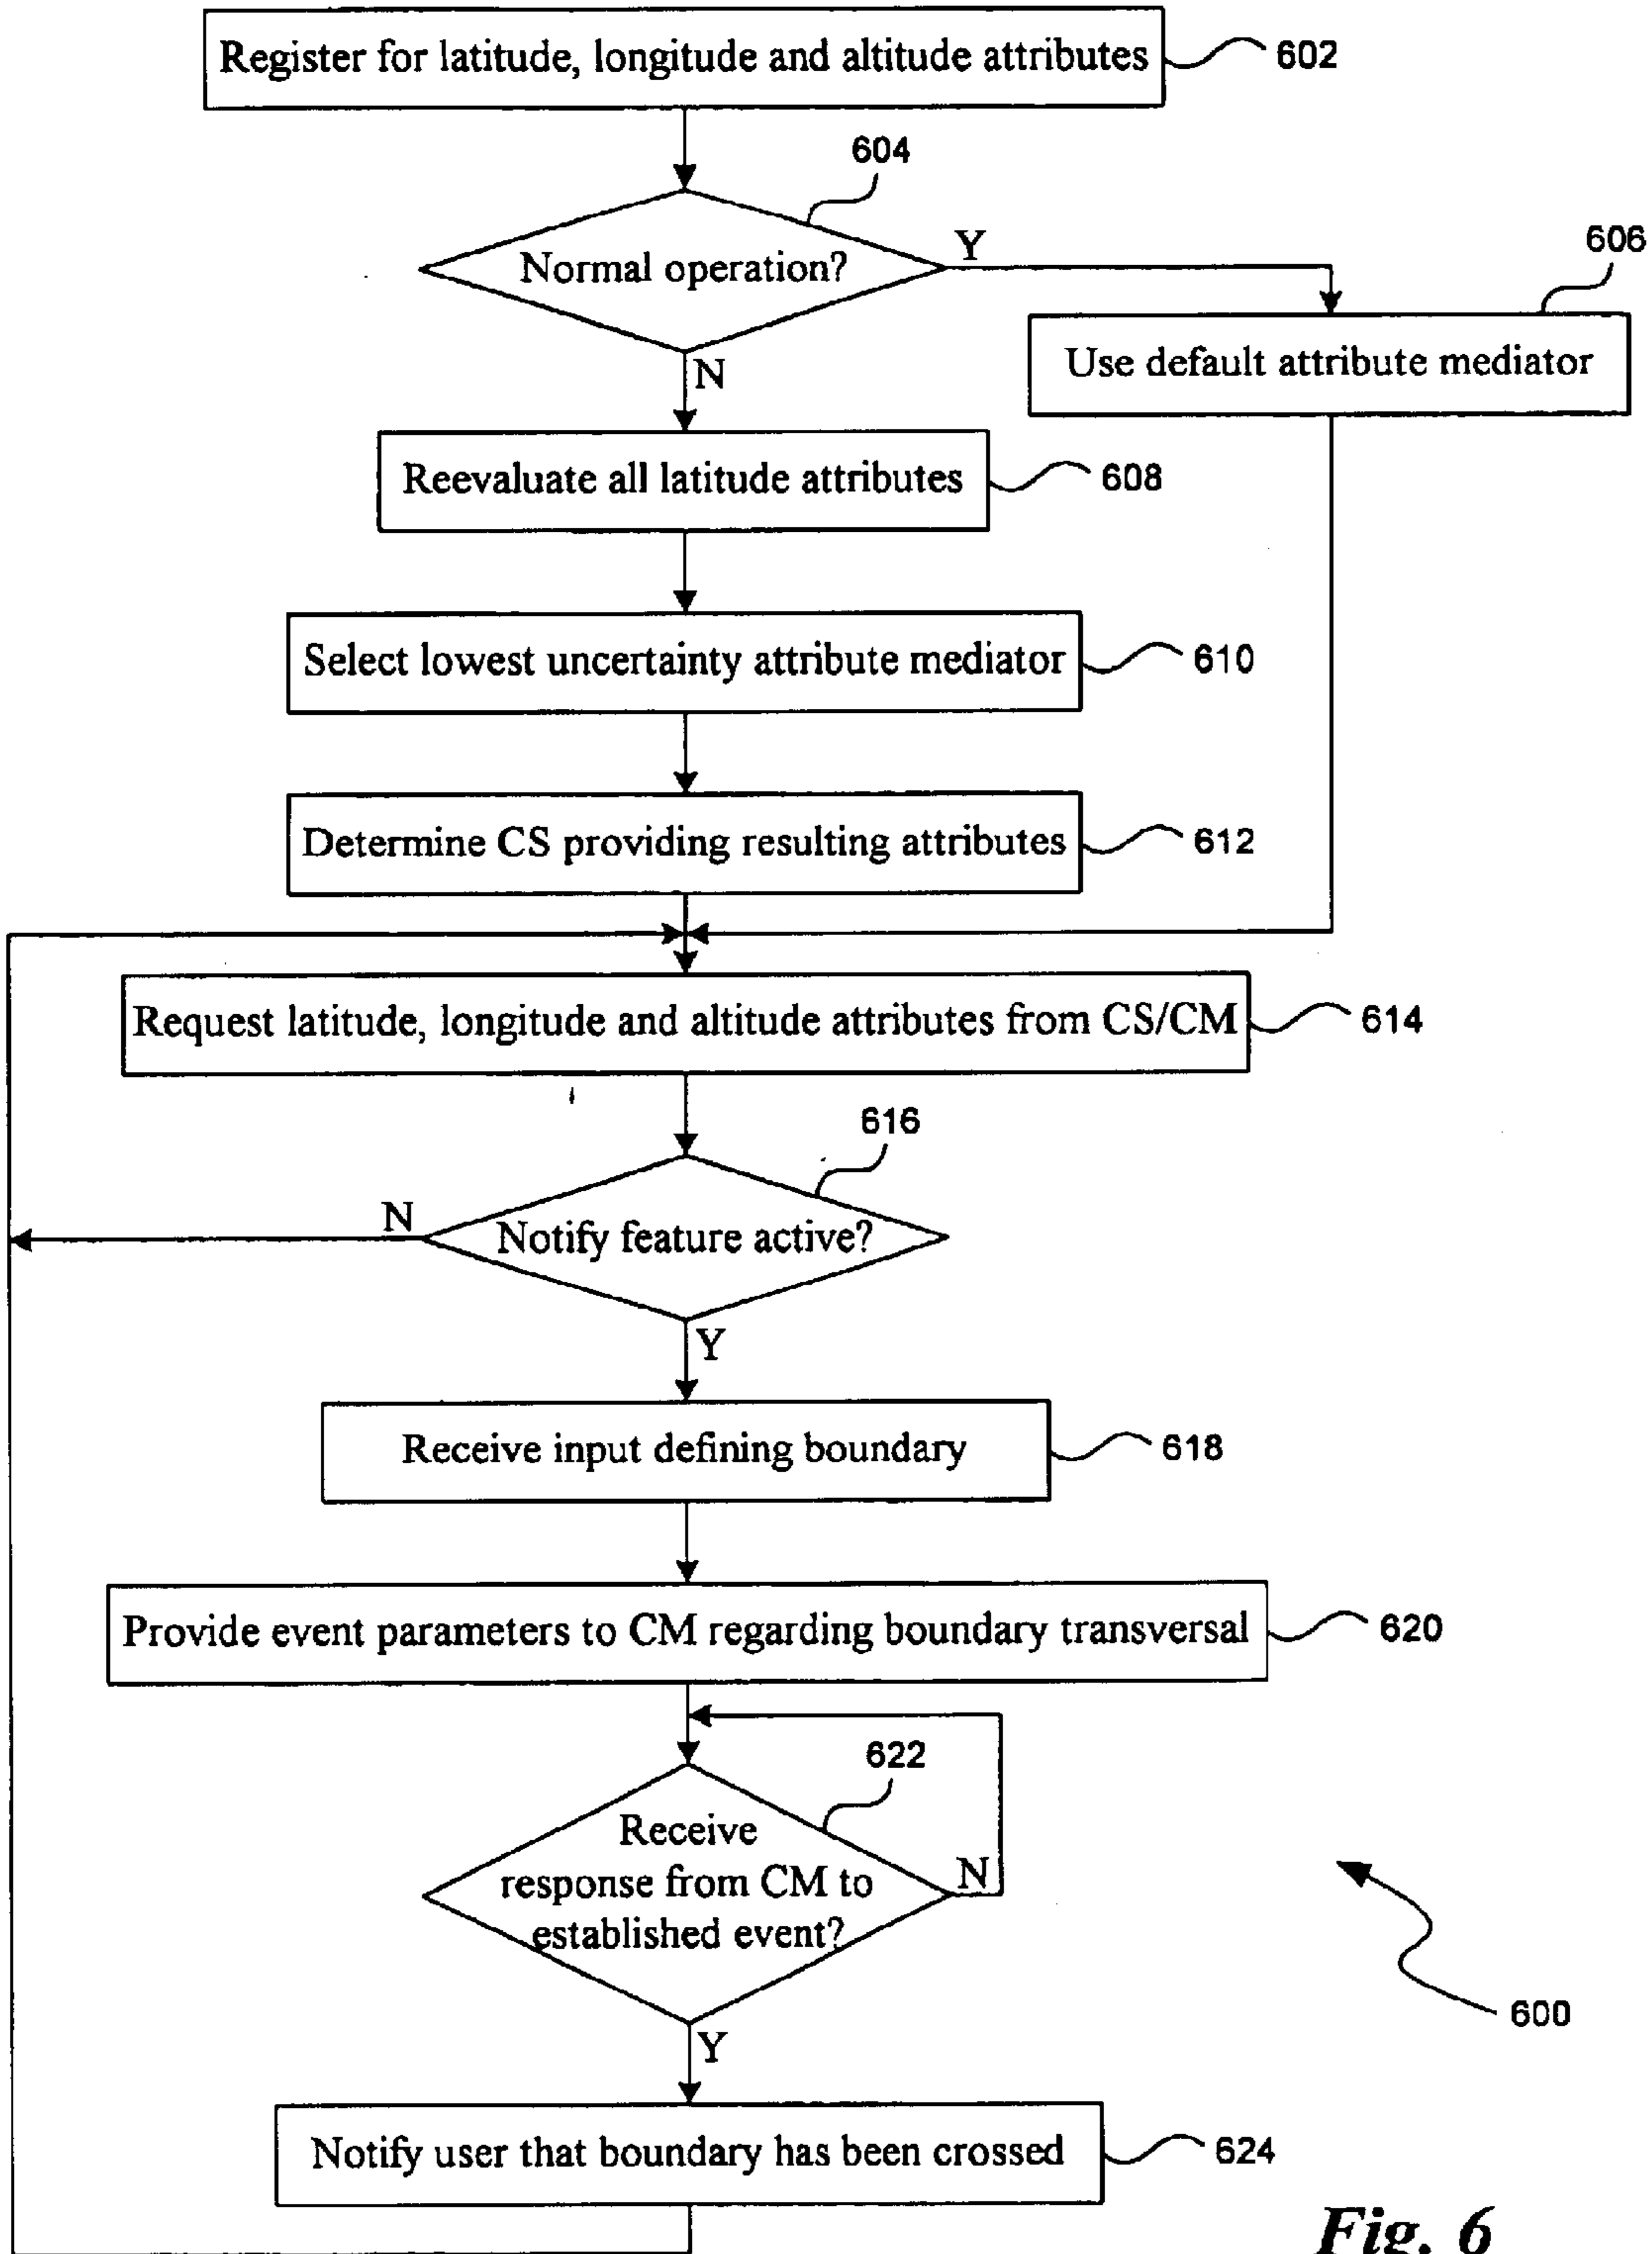 Register for latitude, longitude and altitude attributes
602
604
Normal operation?
Y
606
Use default attribute mediator
N
Reevaluate all latitude attributes
608
Select lowest uncertainty attribute mediator
610
Determine CS providing resulting attributes
612
Request latitude, longitude and altitude attributes from CS/CM
614
616
N
Notify feature active?
Y
Receive input defining boundary
618
Provide event parameters to CM regarding boundary transversal
620
622
Receive
response from CM to
established event?
N
600
Y
Notify user that boundary has been crossed
624
Fig. 6